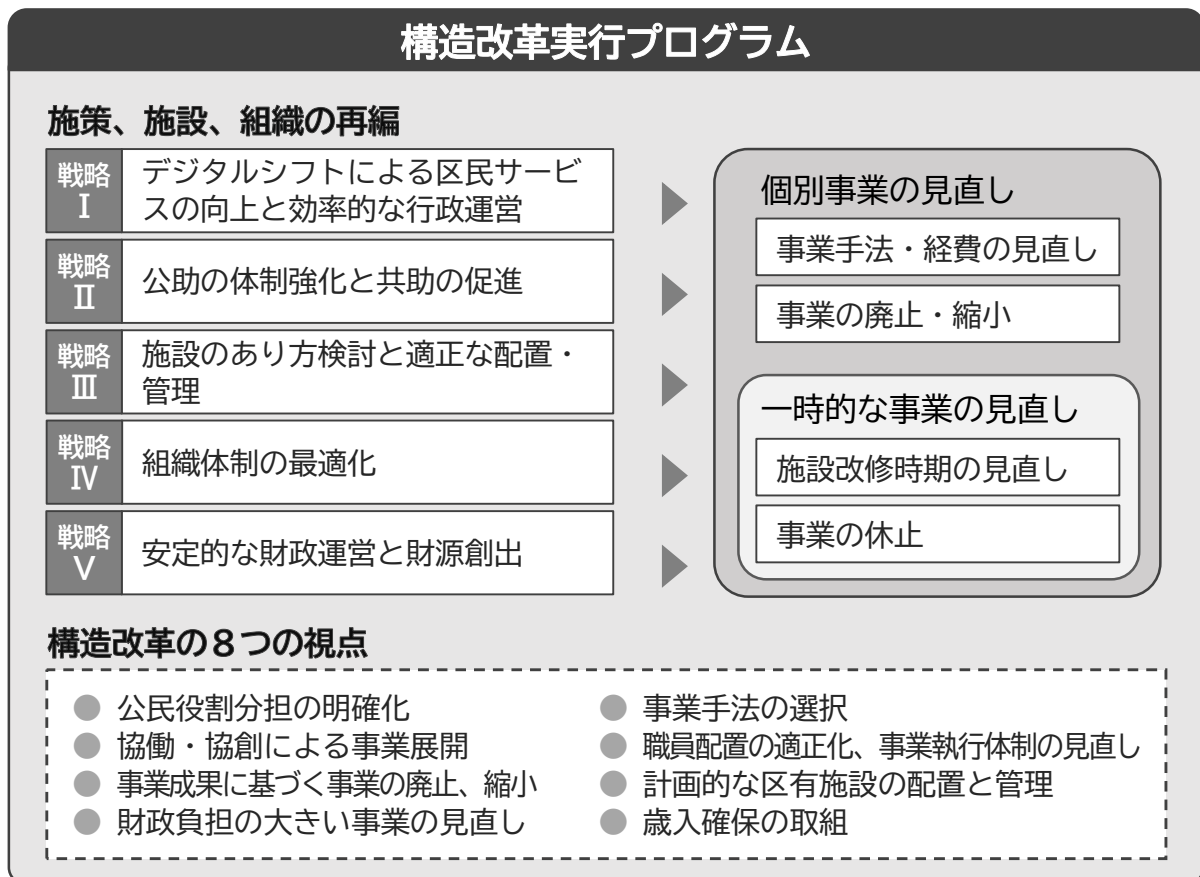 構造改革実行プログラム
施策、施設、組織の再編
戦略
Ⅰ
デジタルシフトによる区民サービ
スの向上と効率的な行政運営
戦略
Ⅱ
公助の体制強化と共助の促進
戦略
Ⅲ
施設のあり方検討と適正な配置・
管理
戦略
Ⅳ
組織体制の最適化
戦略
Ⅴ
安定的な財政運営と財源創出
個別事業の見直し
事業手法・経費の見直し
事業の廃止・縮小
一時的な事業の見直し
施設改修時期の見直し
事業の休止
構造改革の８つの視点
● 公民役割分担の明確化
● 協働・協創による事業展開
● 事業成果に基づく事業の廃止、縮小
● 財政負担の大きい事業の見直し
● 事業手法の選択
● 職員配置の適正化、事業執行体制の見直し
● 計画的な区有施設の配置と管理
● 歳入確保の取組